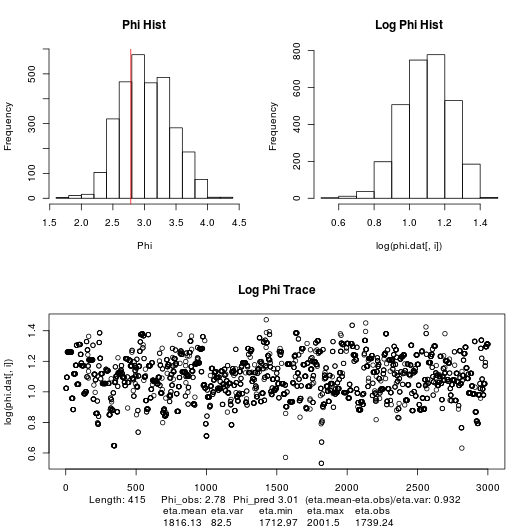 Phi Hist
Log Phi Hist
Frequency
0 100 300 500
1.5 2.0 2.5 3.0 3.5 4.0 4.5
Phi
Frequency
0 200 400 600 800
0.6 0.8 1.0 1.2 1.4
log(phi.dat[, i])
Log Phi Trace
log(phi.dat[, i])
0.6 0.8 1.0 1.2 1.4
0 500 1000 1500 2000 2500 3000
Length: 415 Phi_obs: 2.78 Phi_pred 3.01 (eta.mean-eta.obs)/eta.var: 0.932
eta.mean eta.var eta.min eta.max eta.obs
1816.13 82.5 1712.97 2001.5 1739.24